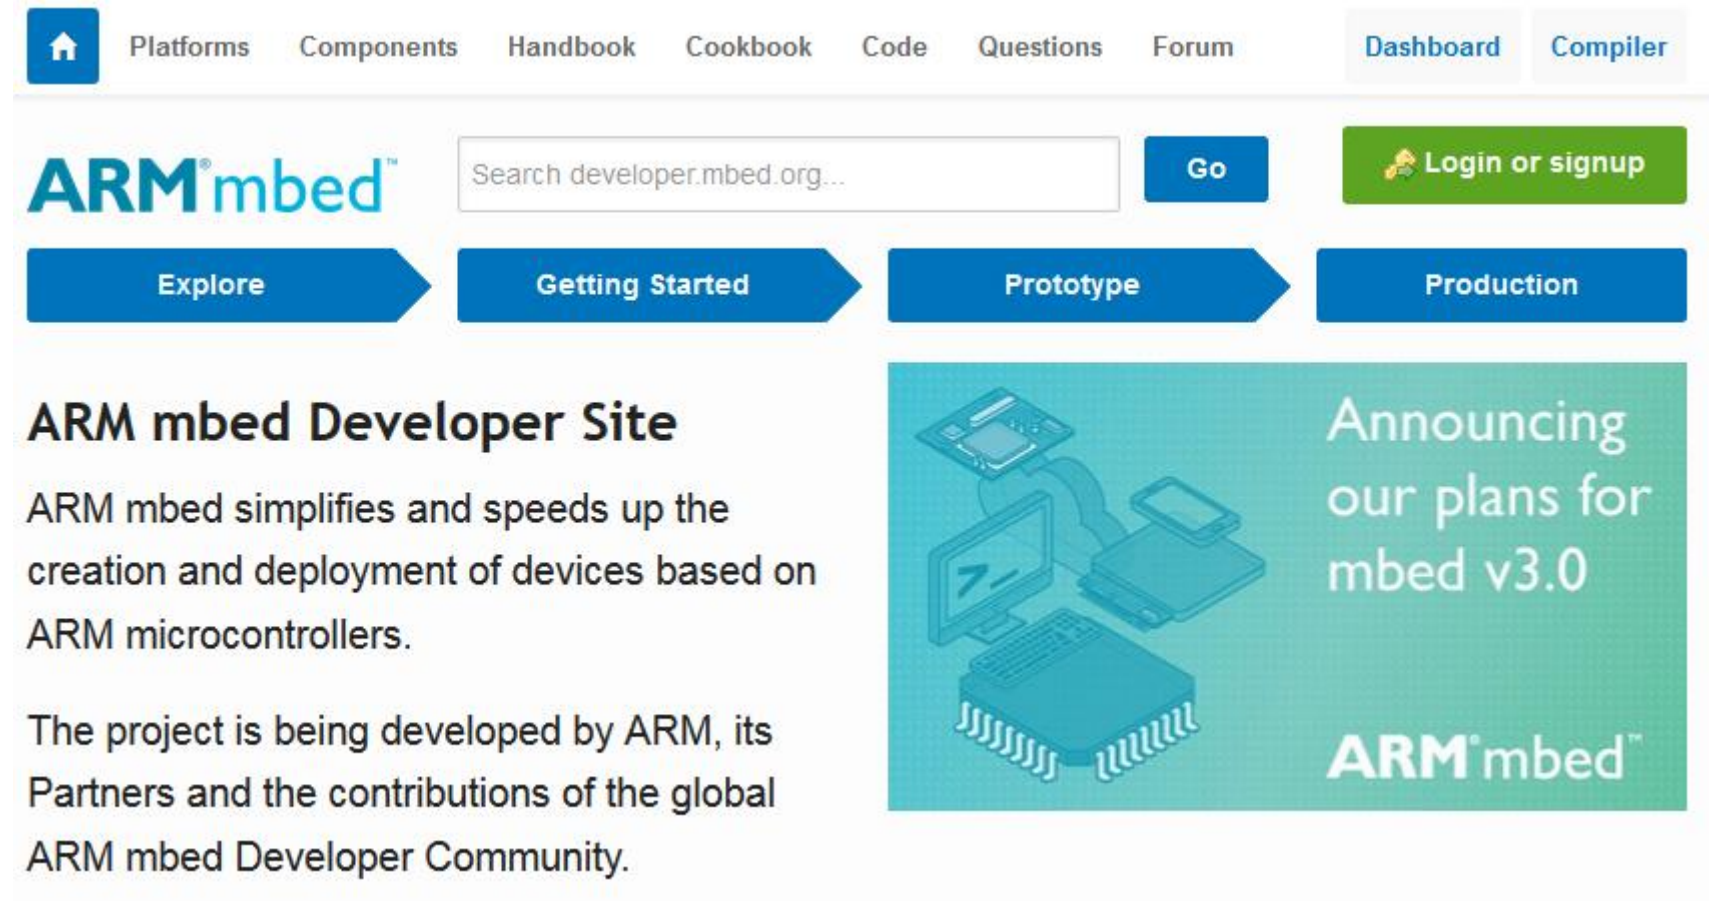 Platforms Components Handbook Cookbook Code Questions Forum Dashboard Compiler
ARM®mbed™ Search developer.mbed.org... Go Login or signup
Explore Getting Started Prototype Production
ARM mbed Developer Site
ARM mbed simplifies and speeds up the
creation and deployment of devices based on
ARM microcontrollers.
The project is being developed by ARM, its
Partners and the contributions of the global
ARM mbed Developer Community.
Announcing
our plans for
mbed v3.0
>_
ARM®mbed™